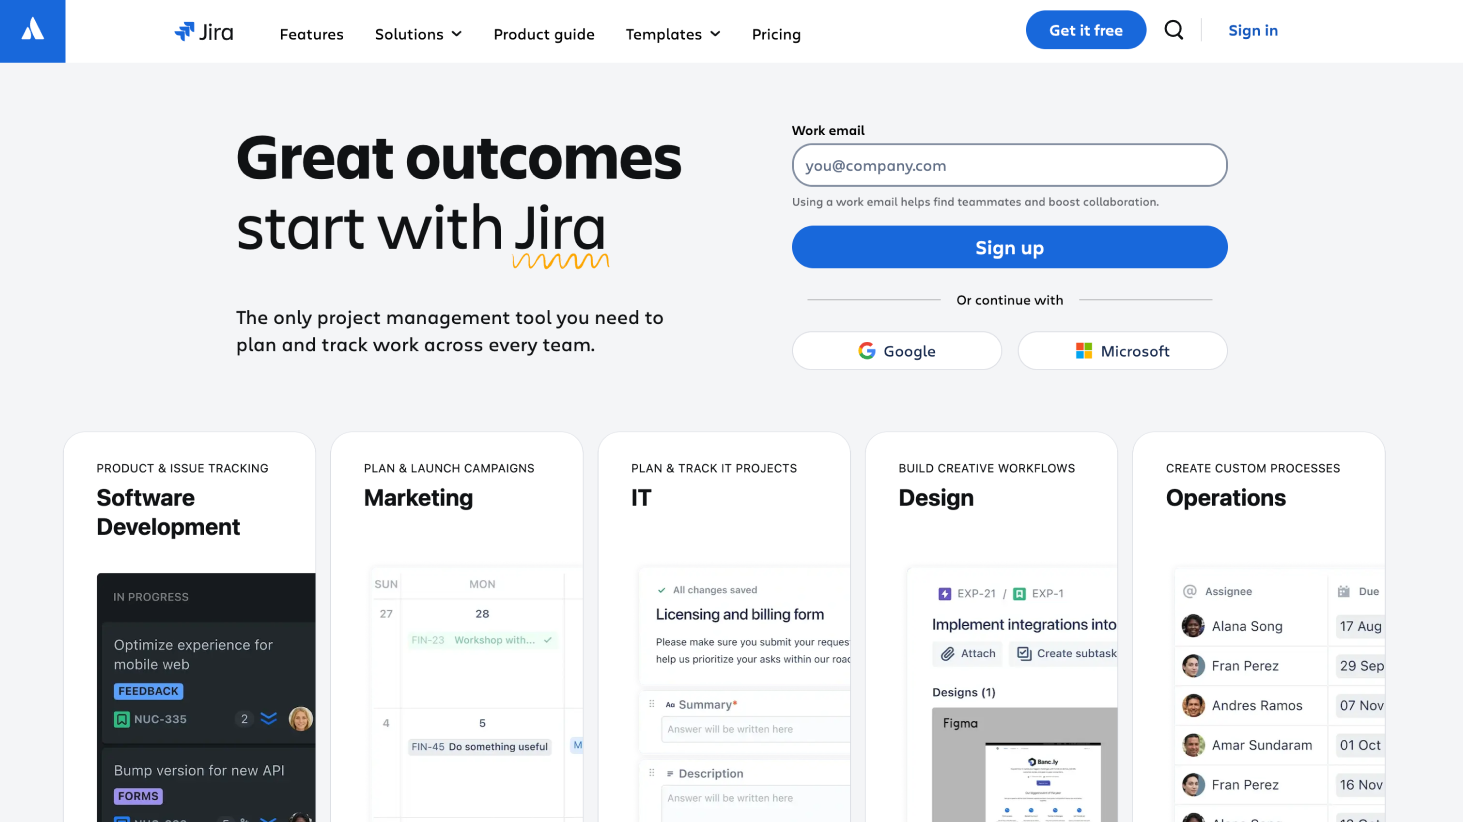 Jira
Features
Solutions
Product guide
Templates
Pricing
Get it free
Sign in
Great outcomes
start with Jira
The only project management tool you need to
plan and track work across every team.
Work email
you@company.com
Using a work email helps find teammates and boost collaboration.
Sign up
Or continue with
Google
Microsoft
PRODUCT & ISSUE TRACKING
Software
Development
IN PROGRESS
Optimize experience for
mobile web
FEEDBACK
NUC-335
2
Bump version for new API
FORMS
PLAN & LAUNCH CAMPAIGNS
Marketing
SUN
MON
27
28
FIN-23 Workshop with...
4
5
FIN-45 Do something useful
M
PLAN & TRACK IT PROJECTS
IT
All changes saved
Licensing and billing form
Please make sure you submit your reques
help us prioritize your asks within our roa
Aa Summary*
Answer will be written here
Description
Answer will be written here
BUILD CREATIVE WORKFLOWS
Design
EXP-21 / EXP-1
Implement integrations into
Attach
Create subtask
Designs (1)
Figma
Banc.ly
CREATE CUSTOM PROCESSES
Operations
Assignee
Due
Alana Song
17 Aug
Fran Perez
29 Sep
Andres Ramos
07 Nov
Amar Sundaram
01 Oct
Fran Perez
16 Nov